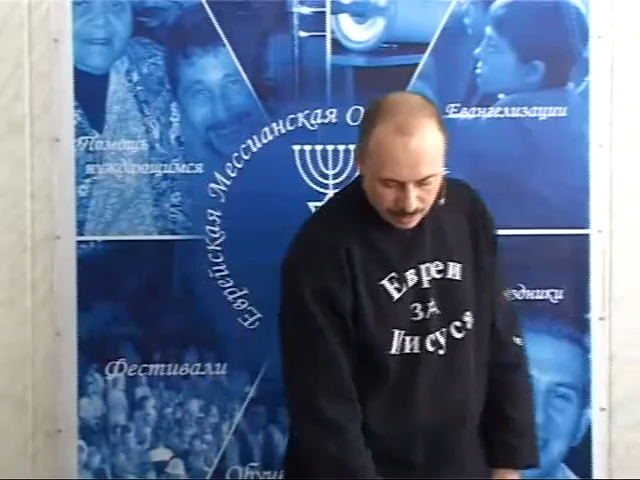 Помощь
нуждающимся
Еврейская Мессианская
Евангелизации
Евреи
за
Иисуса
Фестивали